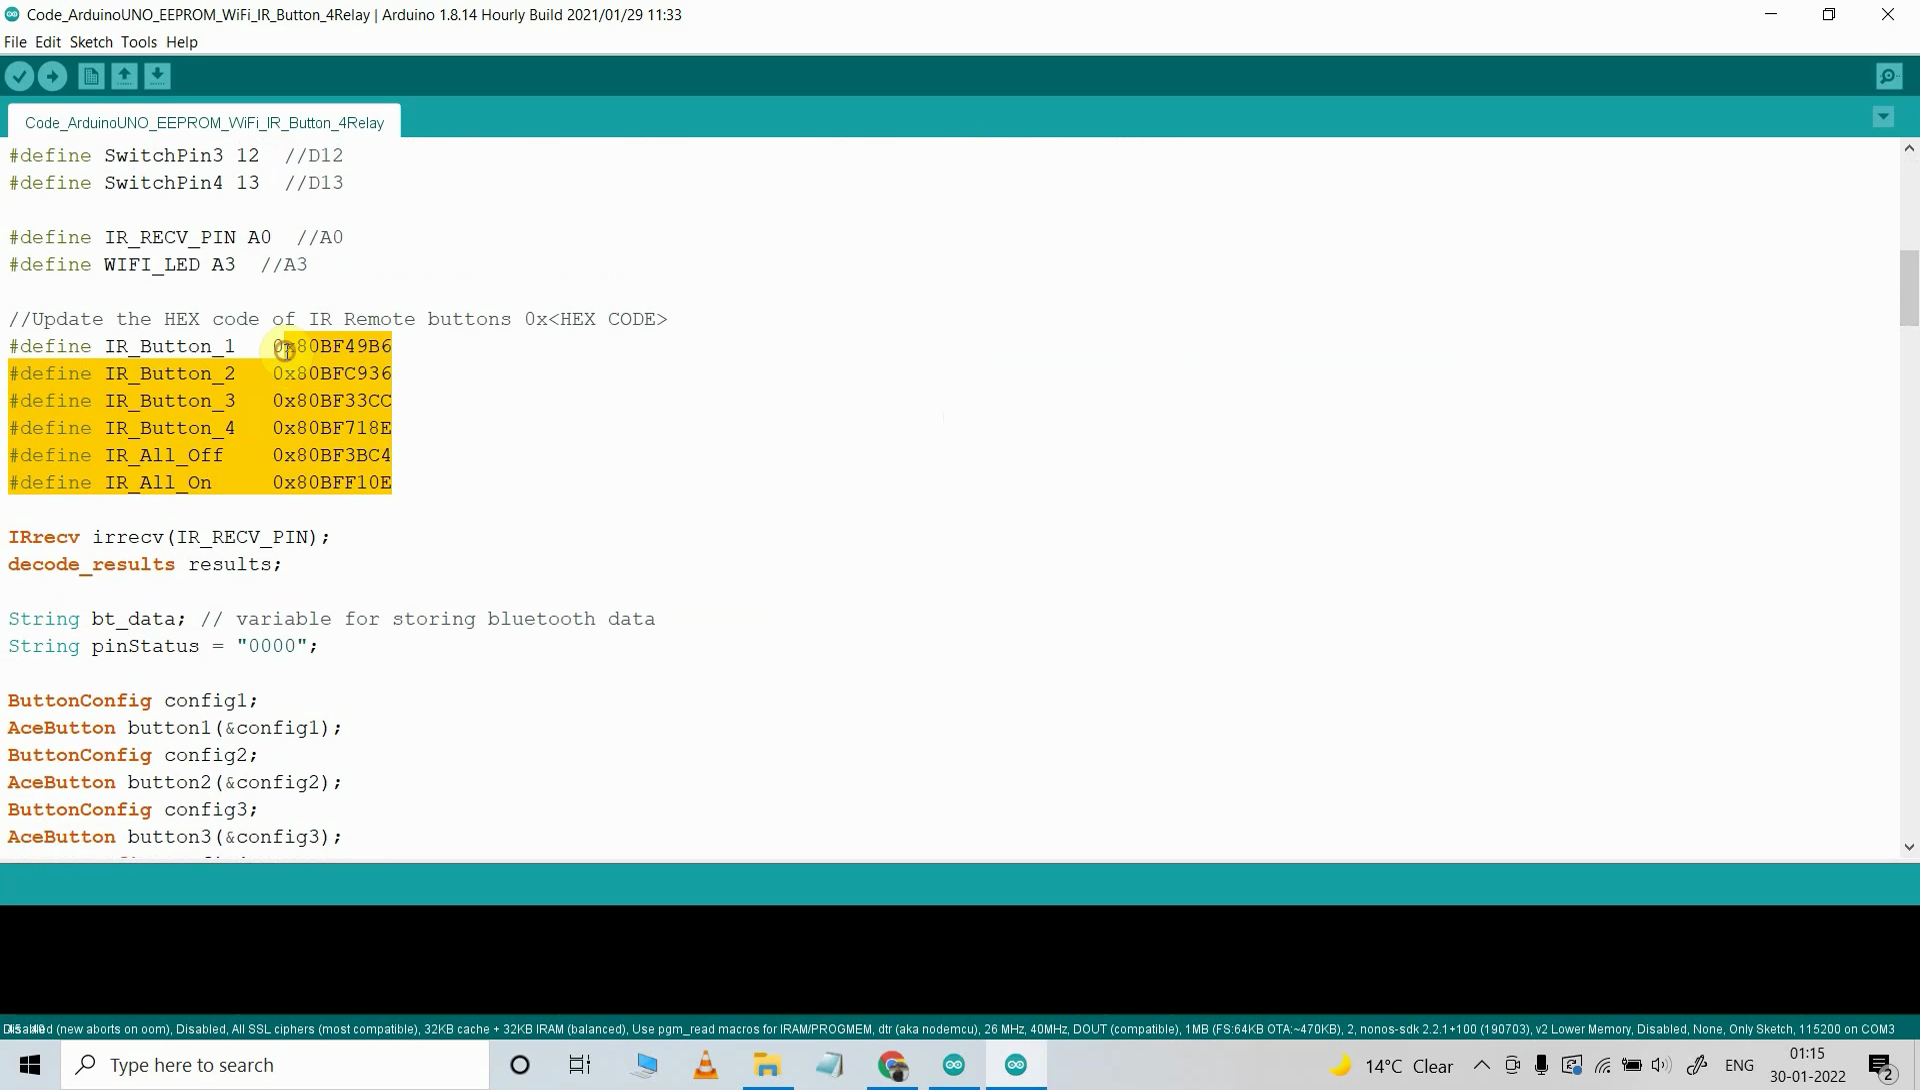 Code_ArduinoUNO_EEPROM_WiFi_IR_Button_4Relay | Arduino 1.8.14 Hourly Build 2021/01/29 11:33
File Edit Sketch Tools Help
Code_ArduinoUNO_EEPROM_WiFi_IR_Button_4Relay
#define SwitchPin3 12 //D12
#define SwitchPin4 13 //D13
#define IR_RECV_PIN A0 //A0
#define WIFI_LED A3 //A3
//Update the HEX code of IR Remote buttons 0x<HEX CODE>
#define IR_Button_1 0x80BF49B6
#define IR_Button_2 0x80BFC936
#define IR_Button_3 0x80BF33CC
#define IR_Button_4 0x80BF718E
#define IR_All_Off 0x80BF3BC4
#define IR_All_On 0x80BFF10E
IRrecv irrecv(IR_RECV_PIN);
decode_results results;
String bt_data; // variable for storing bluetooth data
String pinStatus = "0000";
ButtonConfig config1;
AceButton button1(&config1);
ButtonConfig config2;
AceButton button2(&config2);
ButtonConfig config3;
AceButton button3(&config3);
(new aborts on oom), Disabled, All SSL ciphers (most compatible), 32KB cache + 32KB IRAM (balanced), Use pgm_read macros for IRAM/PROGMEM, dtr (aka nodemcu), 26 MHz, 40MHz, DOUT (compatible), 1MB (FS:64KB OTA:~470KB), 2, nonos-sdk 2.2.1+100 (190703), v2 Lower Memory, Disabled, None, Only Sketch, 115200 on COM3
Type here to search
14°C Clear
ENG
01:15
30-01-2022
2